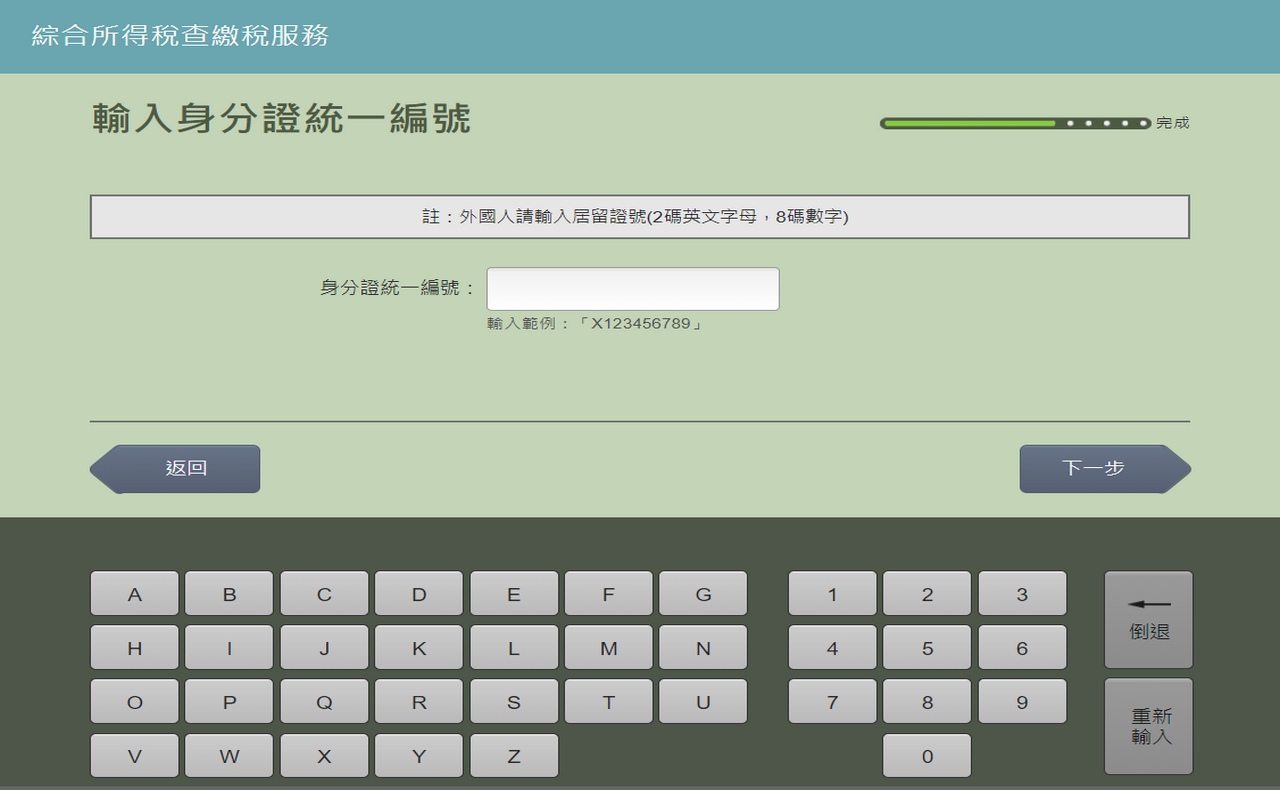 綜合所得稅查繳稅服務
輸入身分證統一編號
完成
註：外國人請輸入居留證號(2碼英文字母，8碼數字)
身分證統一編號：
輸入範例：「X123456789」
返回
下一步
A B C D E F G 1 2 3
H I J K L M N 4 5 6
倒退
O P Q R S T U 7 8 9
V W X Y Z 0
重新
輸入